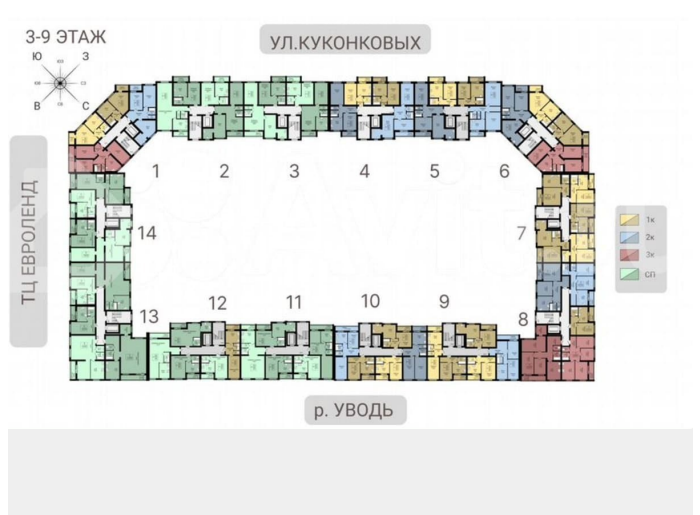 3-9 ЭТАЖ
УЛ.КУКОНКОВЫХ
Ю З
В С
1 2 3 4 5 6
ТЦ ЕВРОЛЕНД
14 7
1к
2к
3к
СП
13 12 11 10 9 8
р. УВОДЬ